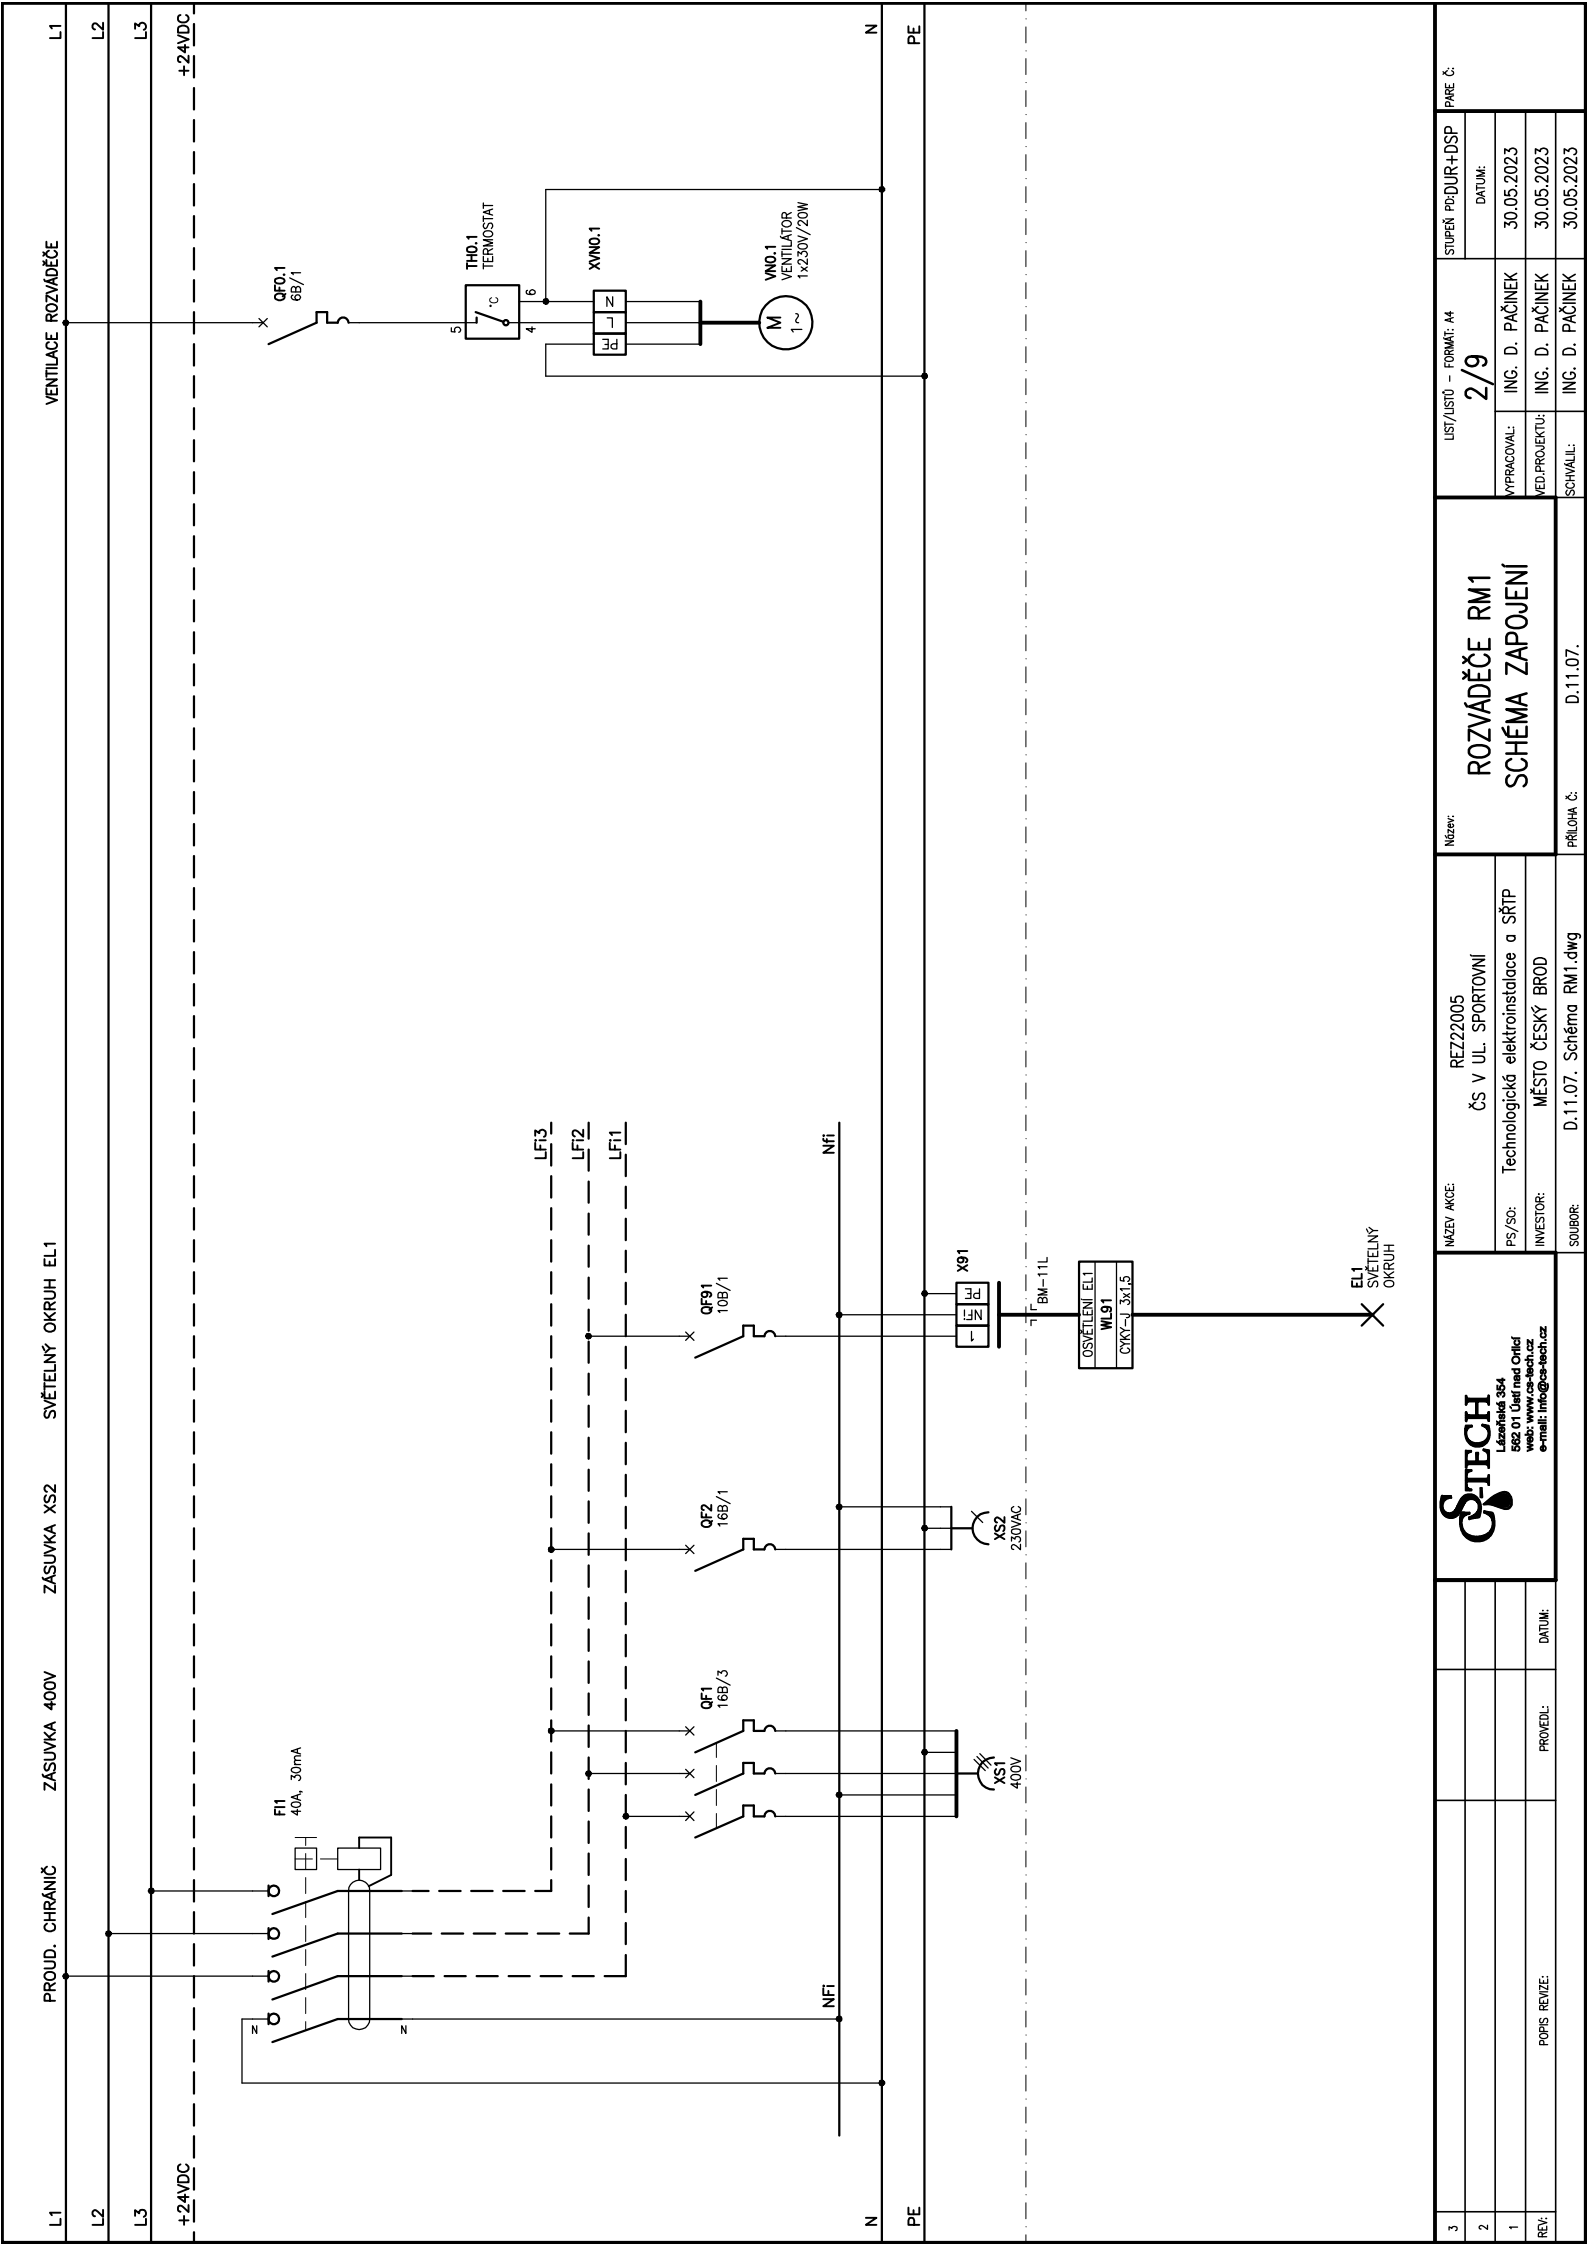 PROUD. CHRÁNIČ
ZÁSUVKA 400V
ZÁSUVKA XS2
SVĚTELNÝ OKRUH EL1
VENTILACE ROZVÁDĚČE
L1
L1
L2
L2
L3
L3
+24VDC
+24VDC
FI1
40A, 30mA
N
N
QF0.1
6B/1
TH0.1
TERMOSTAT
°C
5
4
6
XVN0.1
PE
L
N
M
1~
VN0.1
VENTILÁTOR
1x230V/20W
LFi3
LFi2
LFi1
QF1
16B/3
QF2
16B/1
QF91
10B/1
NFi
Nfi
N
N
PE
PE
XS1
400V
XS2
230VAC
1
NFi
PE
X91
BM-11L
OSVĚTLENÍ EL1
WL91
CYKY-J 3x1,5
EL1
SVĚTELNÝ
OKRUH
3
2
1
REV:
POPIS REVIZE:
PROVEDL:
DATUM:
CS-TECH
Lázeňská 354
562 01 Ústí nad Orlicí
web: www.cs-tech.cz
e-mail: info@cs-tech.cz
NÁZEV AKCE:
REZ22005
ČS V UL. SPORTOVNÍ
PS/SO:
Technologická elektroinstalace a SŘTP
INVESTOR:
MĚSTO ČESKÝ BROD
SOUBOR:
D.11.07. Schéma RM1.dwg
Název:
ROZVÁDĚČE RM1
SCHÉMA ZAPOJENÍ
PŘÍLOHA Č:
D.11.07.
LIST/LISTŮ - FORMÁT: A4
2/9
STUPEŇ PD:DUR+DSP
DATUM:
PARE Č:
VYPRACOVAL:
ING. D. PAČINEK
30.05.2023
VED.PROJEKTU:
ING. D. PAČINEK
30.05.2023
SCHVÁLIL:
ING. D. PAČINEK
30.05.2023